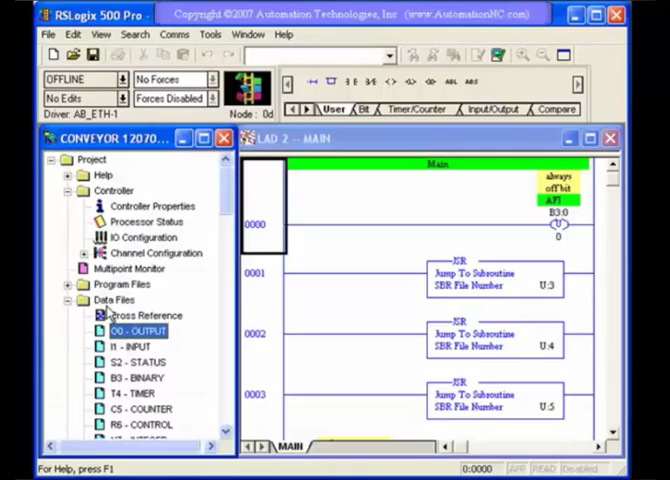 RSLogix 500 Pro - Copyright ©2007 Automation Technologies, Inc (www.AutomationNC.com)
File Edit View Search Comms Tools Window Help
OFFLINE No Forces
No Edits Forces Disabled
Driver: AB_ETH-1 Node : 0d
User Bit Timer/Counter Input/Output Compare
CONVEYOR 12070...
Project
Help
Controller
Controller Properties
Processor Status
IO Configuration
Channel Configuration
Multipoint Monitor
Program Files
Data Files
Cross Reference
O0 - OUTPUT
I1 - INPUT
S2 - STATUS
B3 - BINARY
T4 - TIMER
C5 - COUNTER
R6 - CONTROL
LAD 2 -- MAIN
Main
always
off bit
AFI
B3:0
0000
U
0
JSR
0001 Jump To Subroutine
SBR File Number U:3
JSR
0002 Jump To Subroutine
SBR File Number U:4
JSR
0003 Jump To Subroutine
SBR File Number U:5
MAIN
For Help, press F1 0:0000 APP READ Disabled